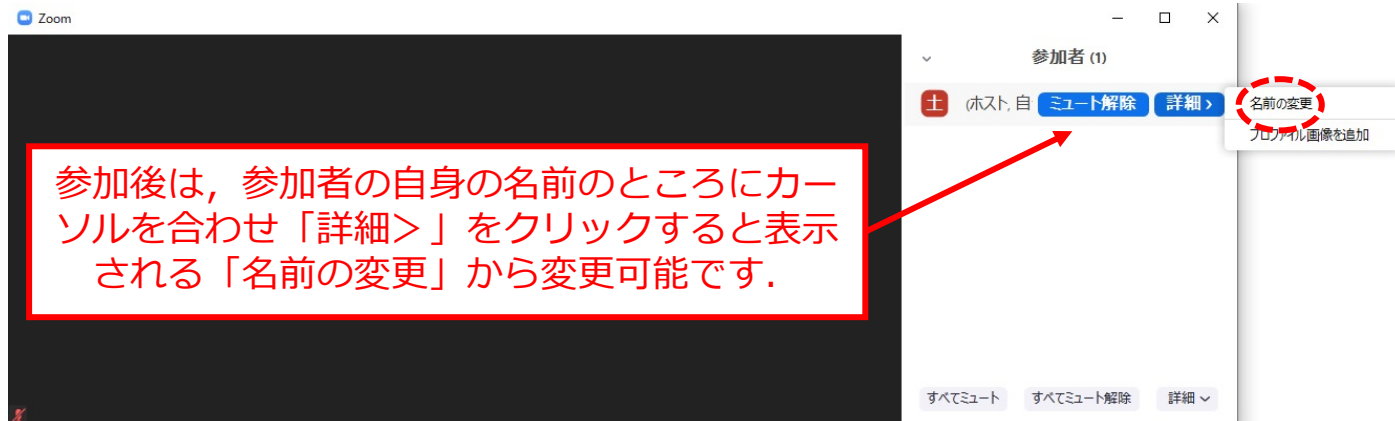 Zoom
参加者 (1)
土 (ホスト, 自 ミュート解除 詳細 >
名前の変更
プロファイル画像を追加
参加後は，参加者の自身の名前のところにカー
ソルを合わせ「詳細＞」をクリックすると表示
される「名前の変更」から変更可能です．
すべてミュート すべてミュート解除 詳細